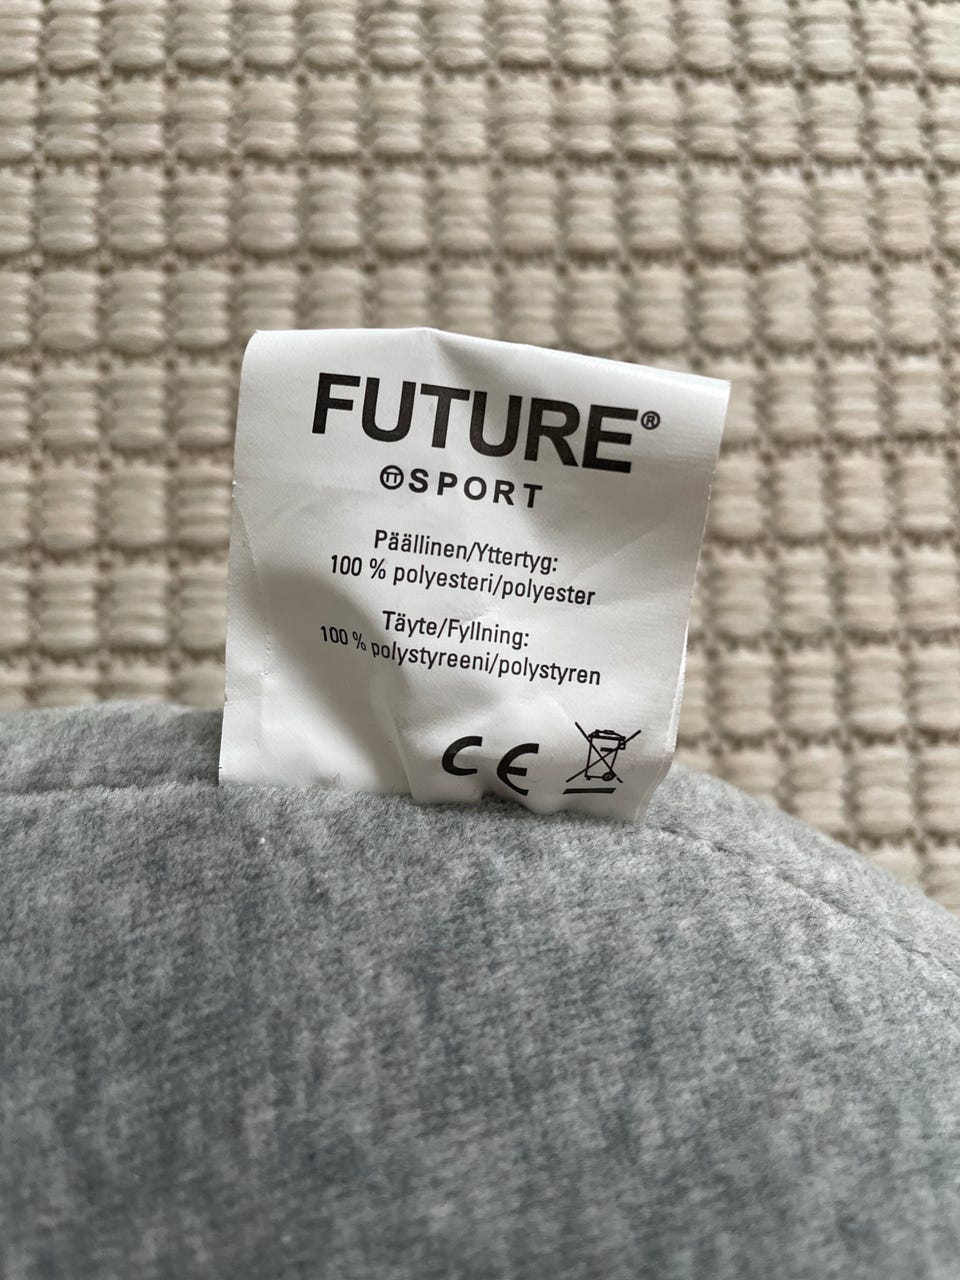 FUTURE®
SPORT
Päällinen/Yttertyg:
100 % polyesteri/polyester
Täyte/Fyllning:
100 % polystyreeni/polystyren
CE